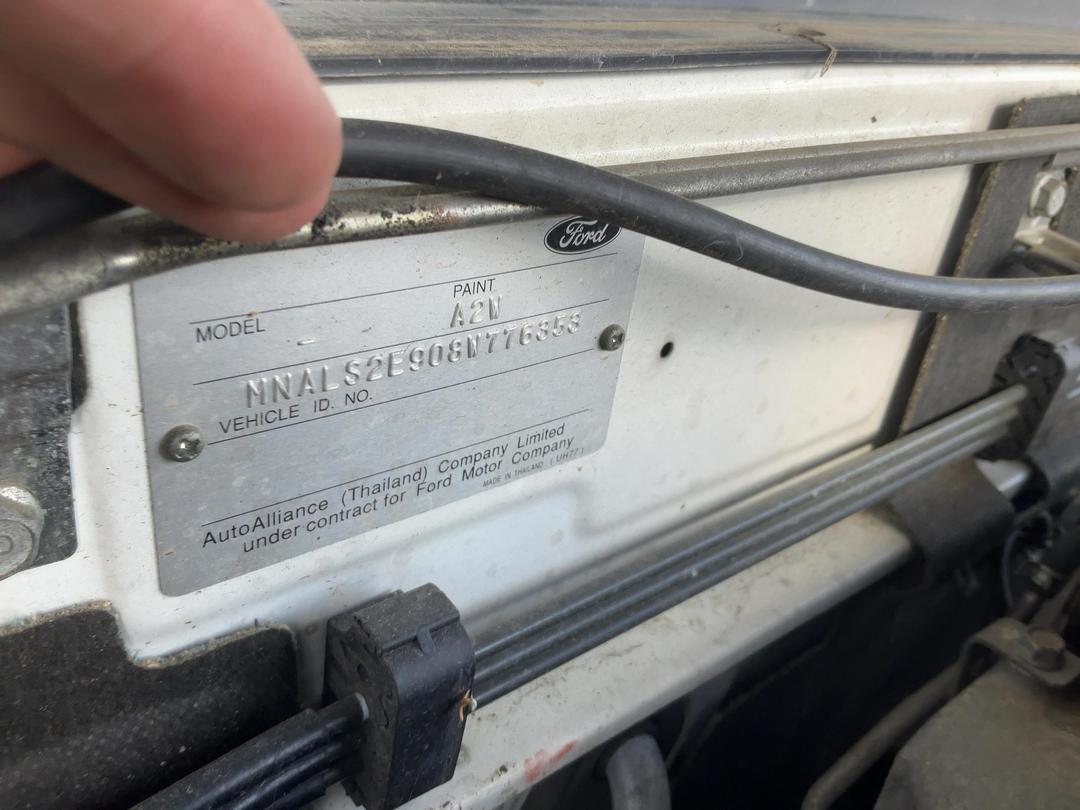 Ford
PAINT
MODEL
A2W
-
MNALS2E908W776353
VEHICLE ID. NO.
AutoAlliance (Thailand) Company Limited
under contract for Ford Motor Company
MADE IN THAILAND (UH77)